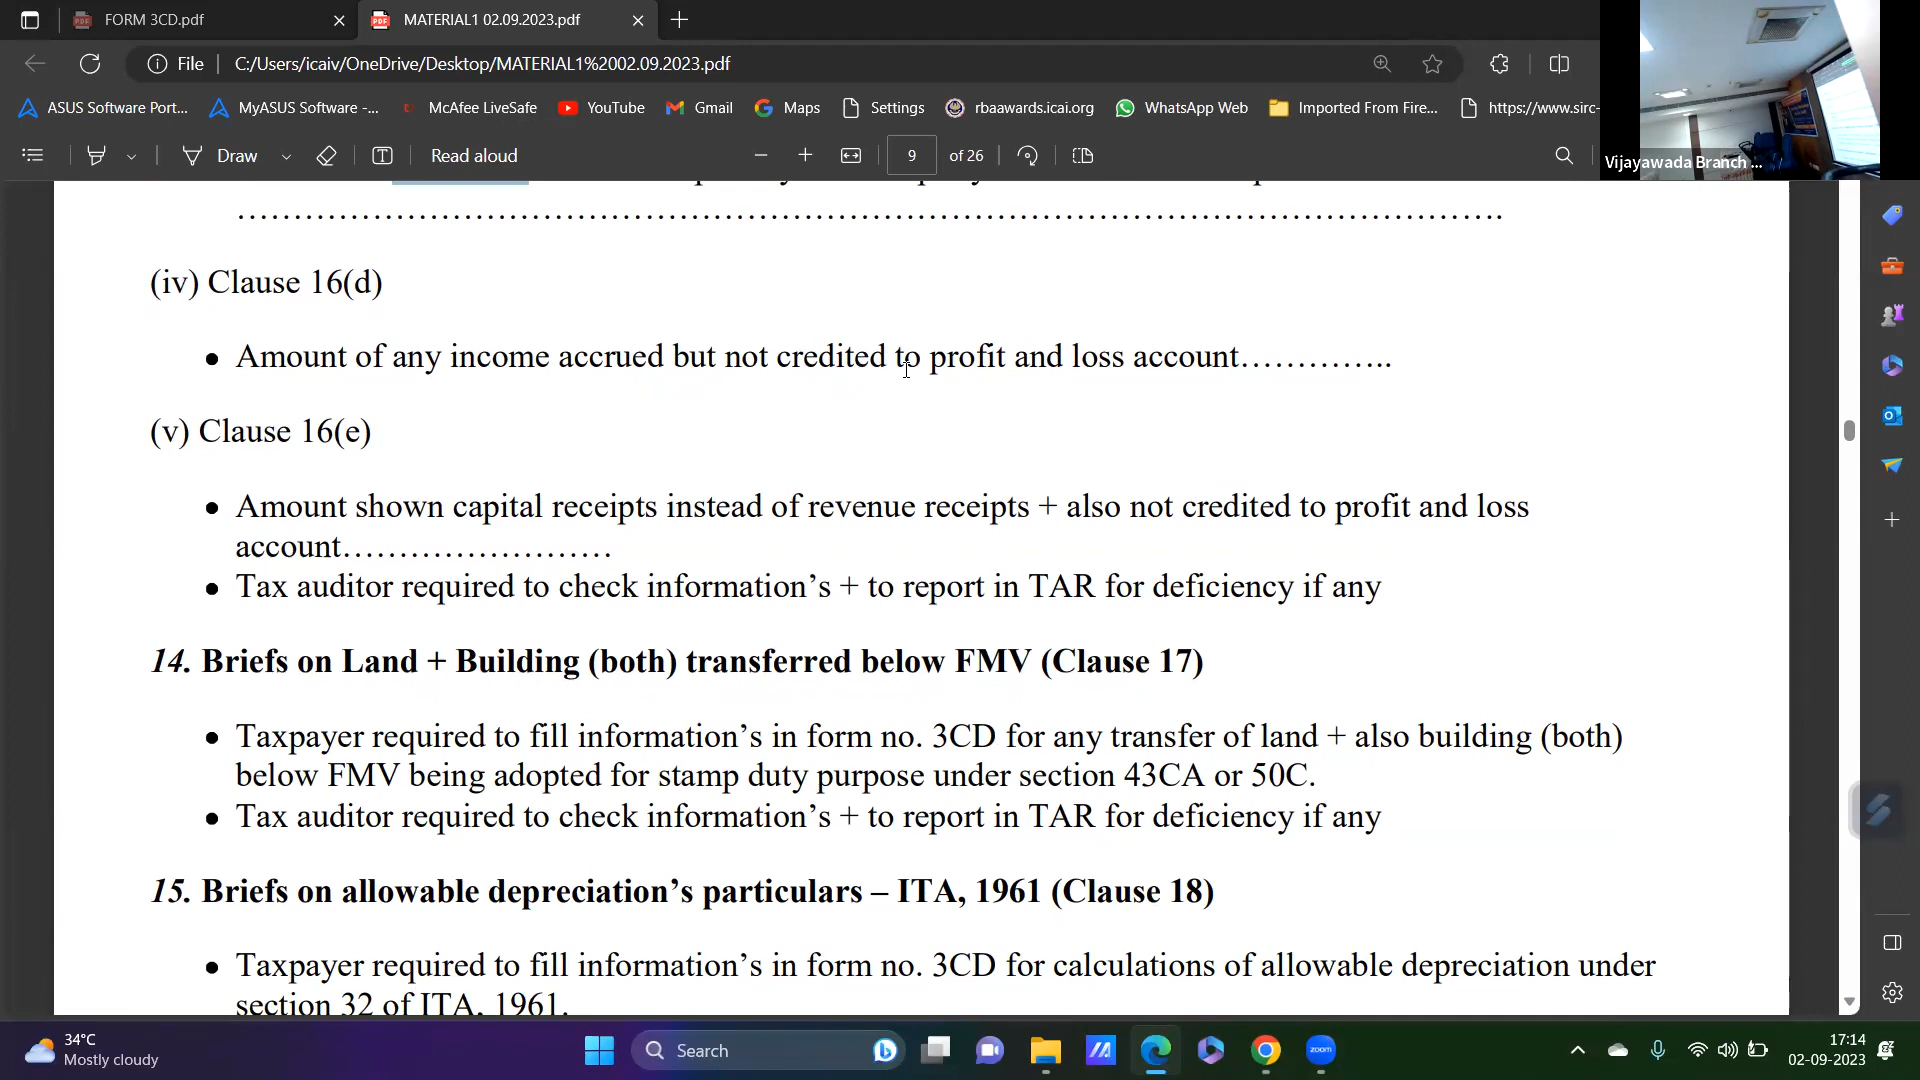 FORM 3CD.pdf
MATERIAL1 02.09.2023.pdf
File
C:/Users/icaiv/OneDrive/Desktop/MATERIAL1%2002.09.2023.pdf
ASUS Software Port...
MyASUS Software -...
McAfee LiveSafe
YouTube
Gmail
Maps
Settings
rbaawards.icai.org
WhatsApp Web
Imported From Fire...
https://www.sirc-
Draw
Read aloud
9 of 26
Vijayawada Branch ...
(iv) Clause 16(d)
• Amount of any income accrued but not credited to profit and loss account…………..
(v) Clause 16(e)
• Amount shown capital receipts instead of revenue receipts + also not credited to profit and loss
account……………………
• Tax auditor required to check information’s + to report in TAR for deficiency if any
14. Briefs on Land + Building (both) transferred below FMV (Clause 17)
• Taxpayer required to fill information’s in form no. 3CD for any transfer of land + also building (both)
below FMV being adopted for stamp duty purpose under section 43CA or 50C.
• Tax auditor required to check information’s + to report in TAR for deficiency if any
15. Briefs on allowable depreciation’s particulars – ITA, 1961 (Clause 18)
• Taxpayer required to fill information’s in form no. 3CD for calculations of allowable depreciation under
section 32 of ITA, 1961.
34°C
Mostly cloudy
Search
zoom
17:14
02-09-2023